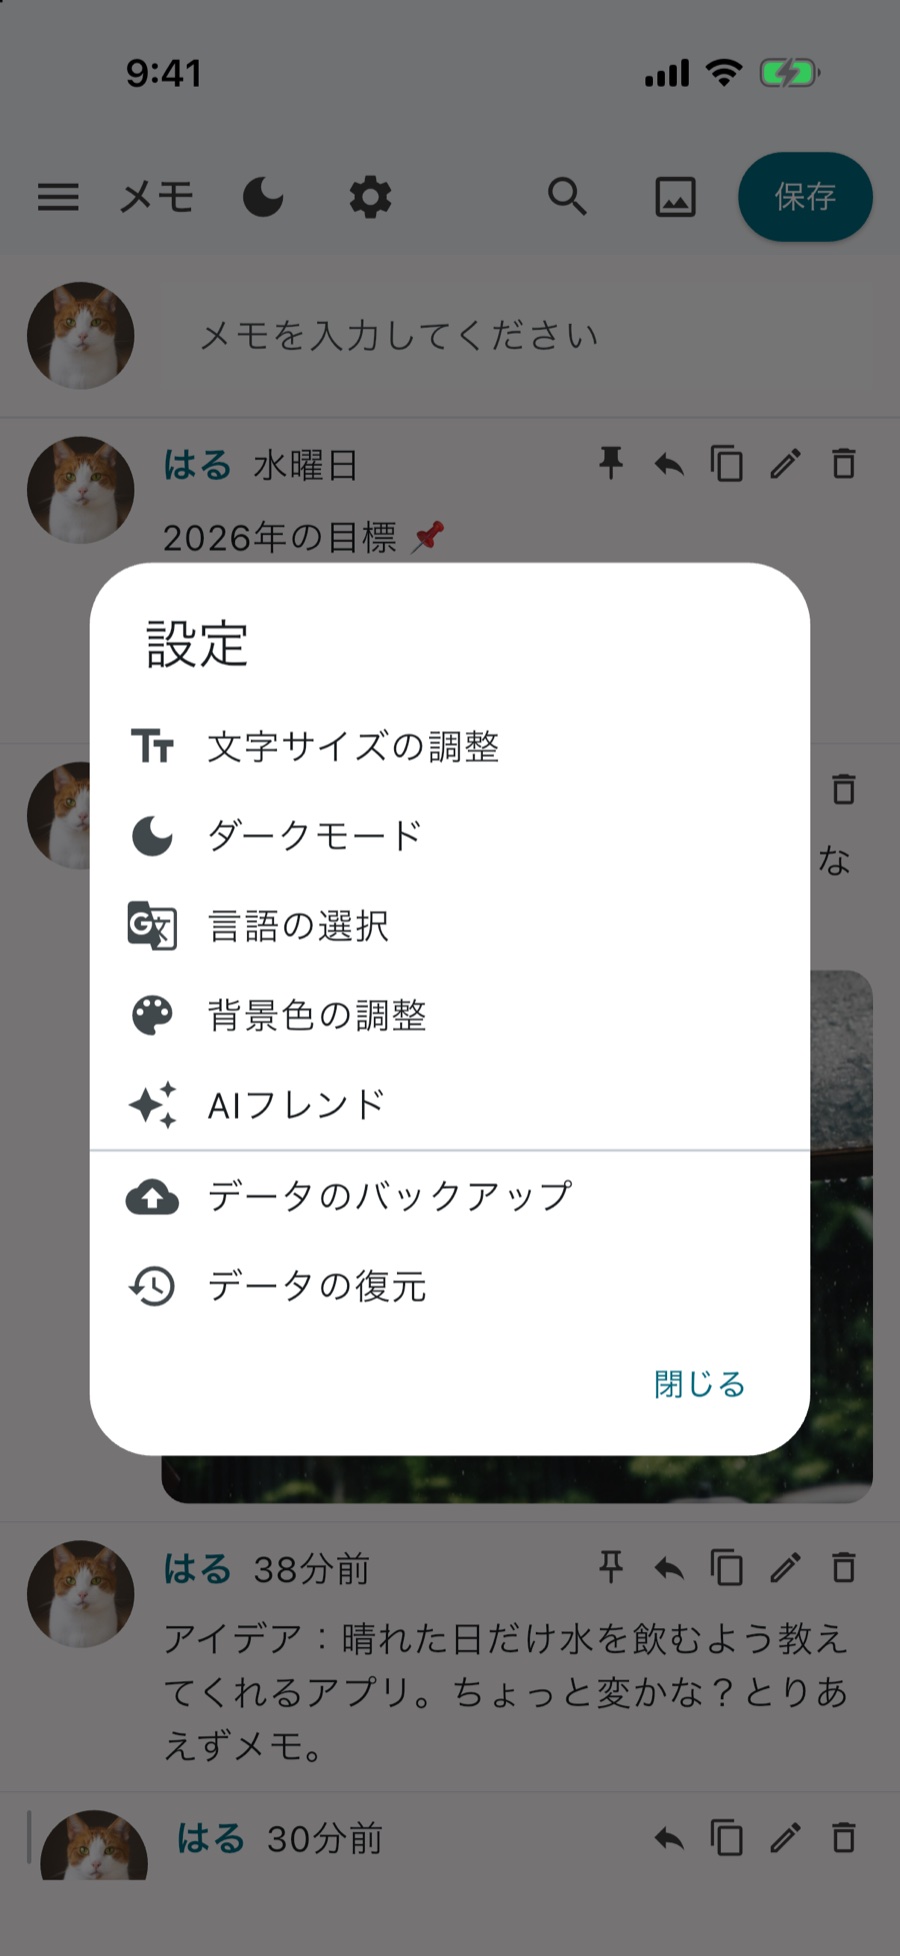 9:41
メモ
保存
メモを入力してください
はる 水曜日
2026年の目標 📌
設定
文字サイズの調整
ダークモード
な
言語の選択
背景色の調整
AIフレンド
データのバックアップ
データの復元
閉じる
はる 38分前
アイデア：晴れた日だけ水を飲むよう教え
てくれるアプリ。ちょっと変かな？とりあ
えずメモ。
はる 30分前